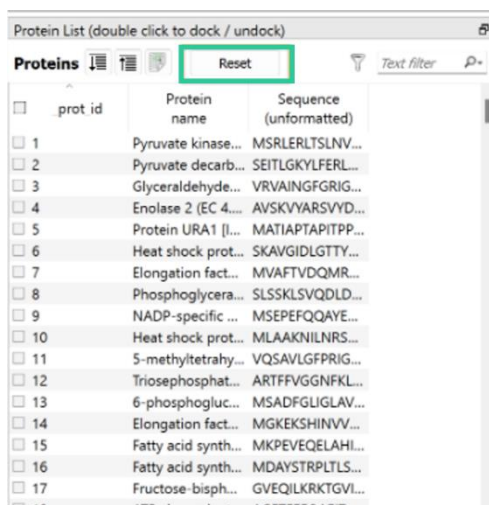 Protein List (double click to dock / undock)
Proteins Reset Text filter
_prot id Protein name Sequence (unformatted)
1 Pyruvate kinase... MSRLERLTSLNV...
2 Pyruvate decarb... SEITLGKYLFERL...
3 Glyceraldehyde... VRVAINGFGRIG...
4 Enolase 2 (EC 4.... AVSKVYARSVYD...
5 Protein URA1 [I... MATIAPTAPITPP...
6 Heat shock prot... SKAVGIDLGTTY...
7 Elongation fact... MVAFTVDQMR...
8 Phosphoglycera... SLSSKLSVQDLD...
9 NADP-specific ... MSEPEFQQAYE...
10 Heat shock prot... MLAAKNILNRS...
11 5-methyltetrahy... VQSAVLGFPRIG...
12 Triosephosphat... ARTFFVGGNFKL...
13 6-phosphogluc... MSADFGLIGLAV...
14 Elongation fact... MGKEKSHINVV...
15 Fatty acid synth... MKPEVEQELAHI...
16 Fatty acid synth... MDAYSTRPLTLS...
17 Fructose-bisph... GVEQILKRKTGVI...